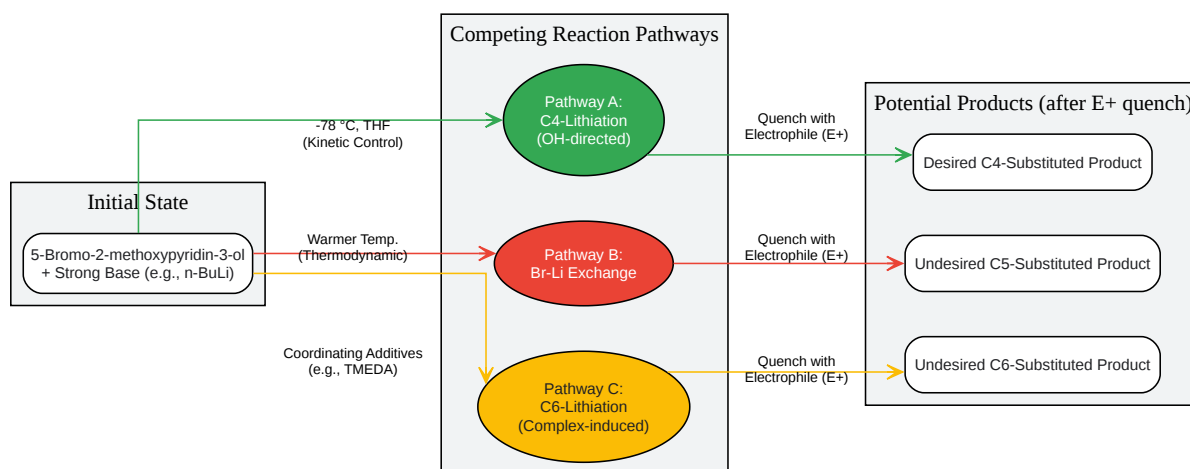 Competing Reaction Pathways
Pathway A:
C4-Lithiation
(OH-directed)
-78 °C, THF
(Kinetic Control)
Quench with
Electrophile (E+)
Potential Products (after E+ quench)
Desired C4-Substituted Product
Initial State
5-Bromo-2-methoxypyridin-3-ol
+ Strong Base (e.g., n-BuLi)
Warmer Temp.
(Thermodynamic)
Pathway B:
Br-Li Exchange
Quench with
Electrophile (E+)
Undesired C5-Substituted Product
Coordinating Additives
(e.g., TMEDA)
Pathway C:
C6-Lithiation
(Complex-induced)
Quench with
Electrophile (E+)
Undesired C6-Substituted Product